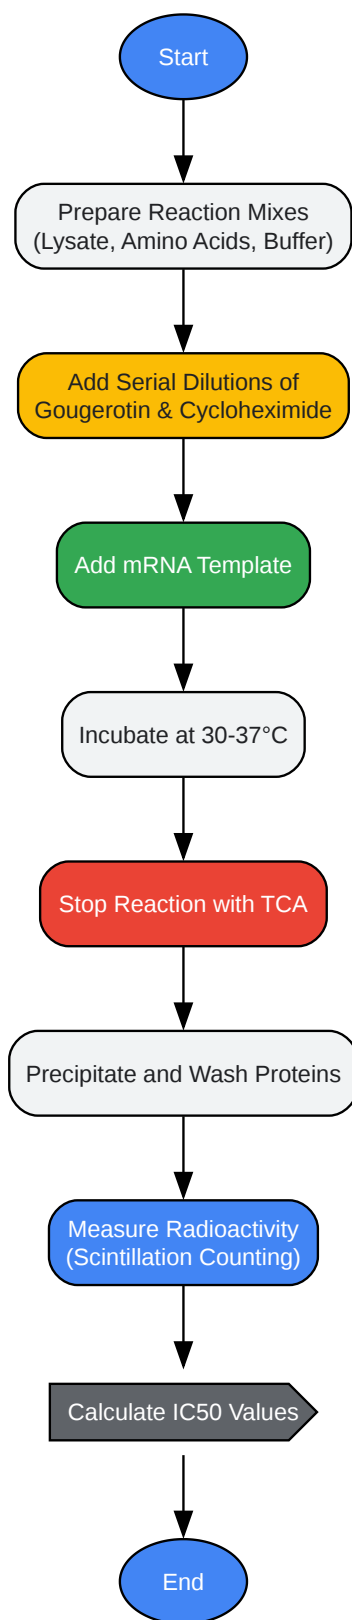 Start
Prepare Reaction Mixes
(Lysate, Amino Acids, Buffer)
Add Serial Dilutions of
Gougerotin & Cycloheximide
Add mRNA Template
Incubate at 30-37°C
Stop Reaction with TCA
Precipitate and Wash Proteins
Measure Radioactivity
(Scintillation Counting)
Calculate IC50 Values
End